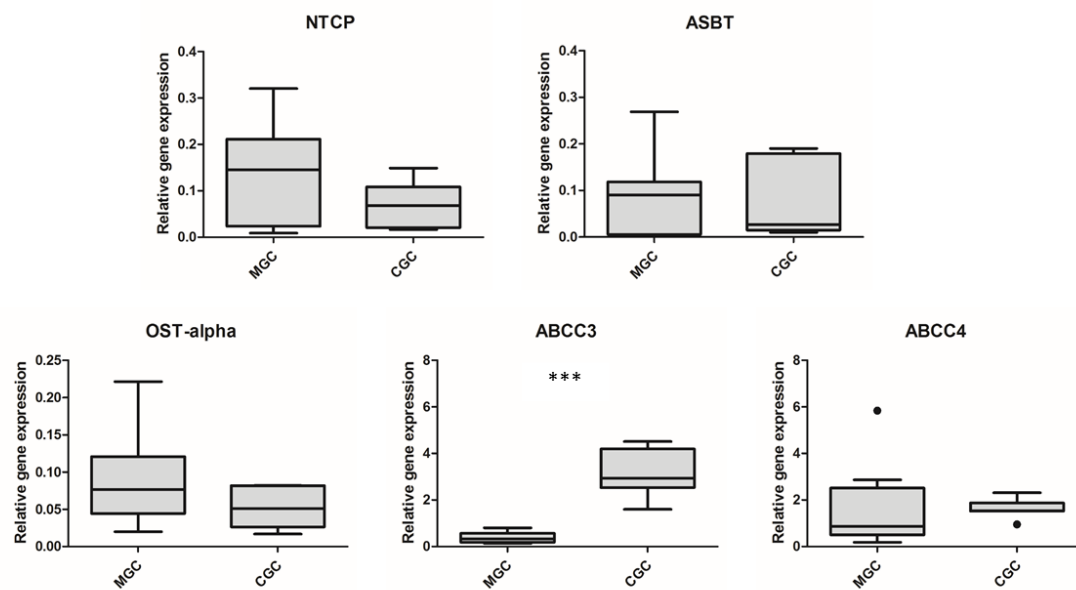 NTCP
Relative gene expression
0.4
0.3
0.2
0.1
0.0
MGC
CGC
ASBT
Relative gene expression
0.4
0.3
0.2
0.1
0.0
MGC
CGC
OST-alpha
Relative gene expression
0.25
0.20
0.15
0.10
0.05
0.00
MGC
CGC
ABCC3
***
Relative gene expression
8
6
4
2
0
MGC
CGC
ABCC4
Relative gene expression
8
6
4
2
0
MGC
CGC